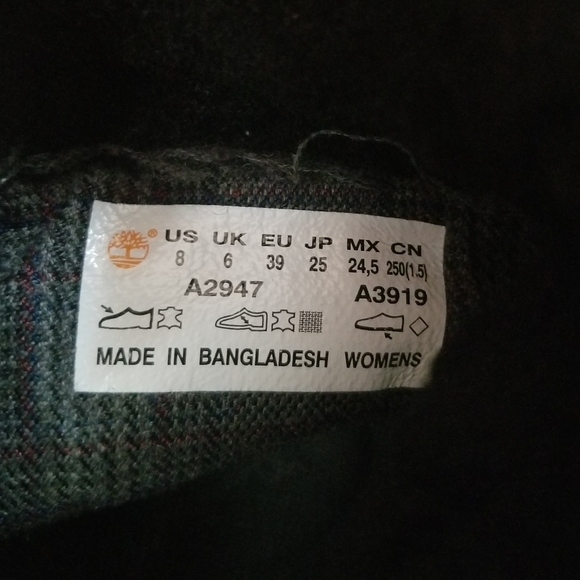 ® US UK EU JP MX CN
8 6 39 25 24,5 250(1.5)
A2947 A3919
MADE IN BANGLADESH WOMENS